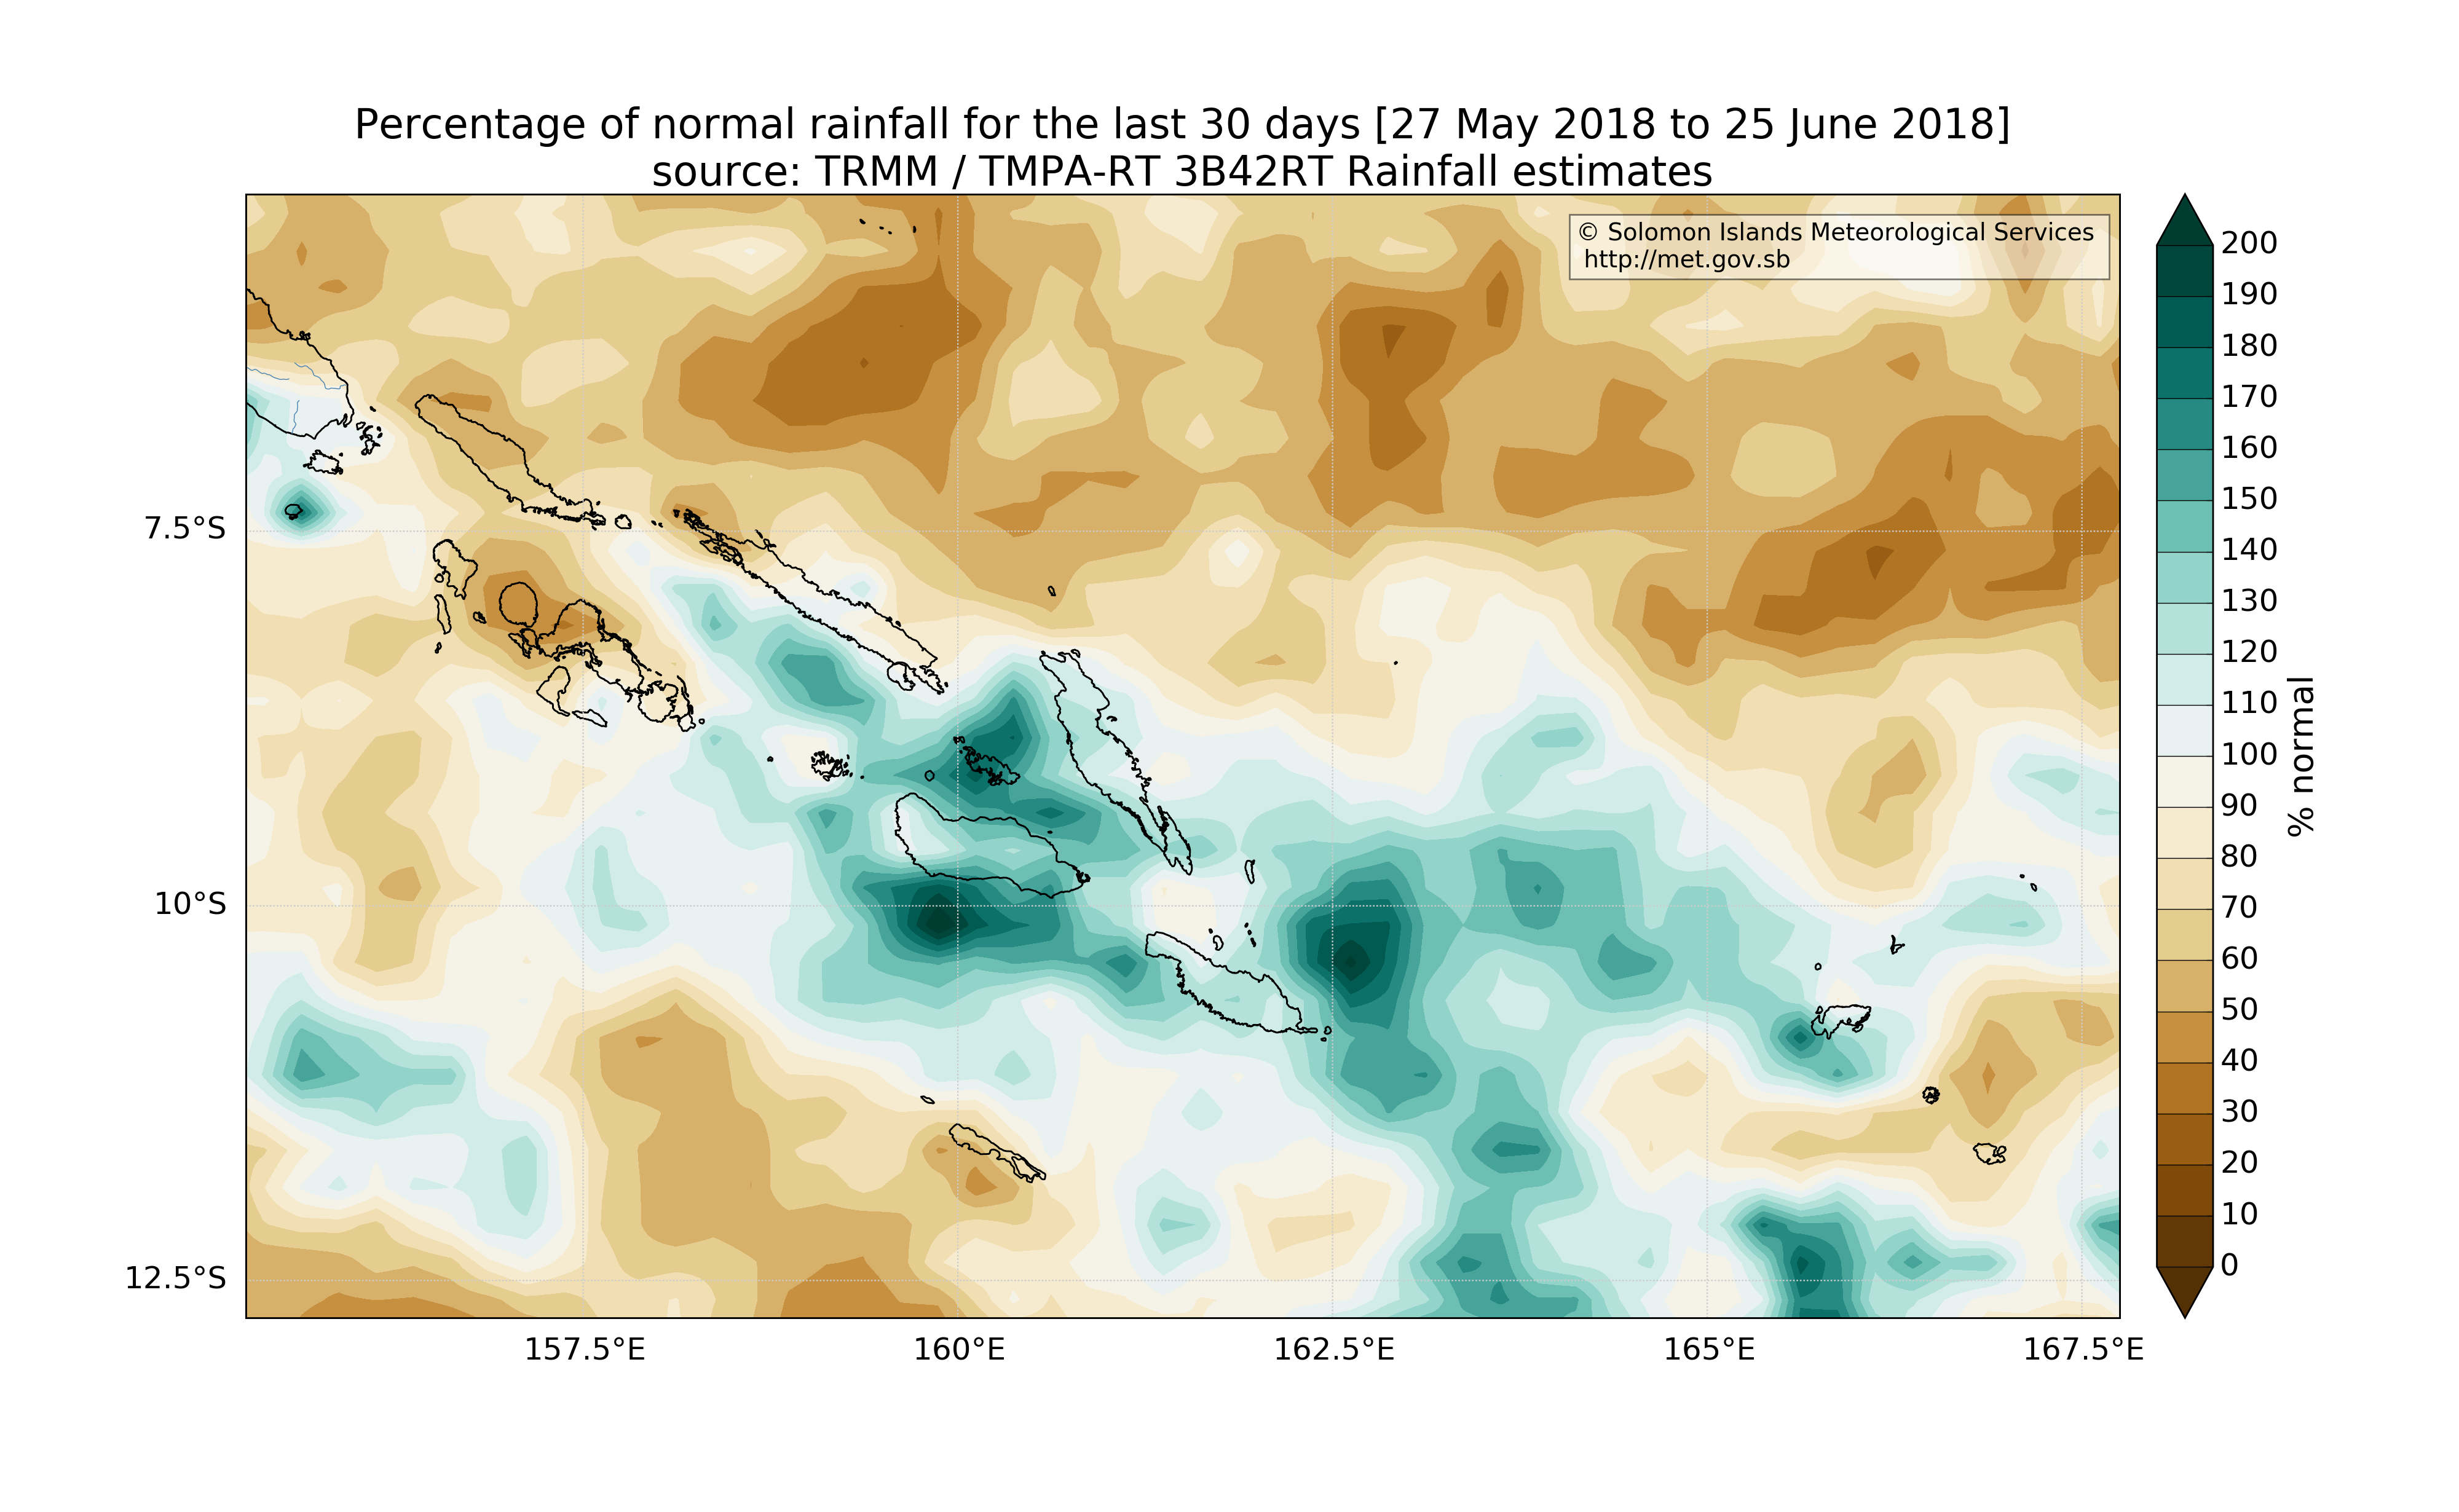 Percentage of normal rainfall for the last 30 days [27 May 2018 to 25 June 2018]
source: TRMM / TMPA-RT 3B42RT Rainfall estimates
© Solomon Islands Meteorological Services
http://met.gov.sb
7.5°S
10°S
12.5°S
157.5°E
160°E
162.5°E
165°E
167.5°E
200
190
180
170
160
150
140
130
120
110
100
90
80
70
60
50
40
30
20
10
0
% normal